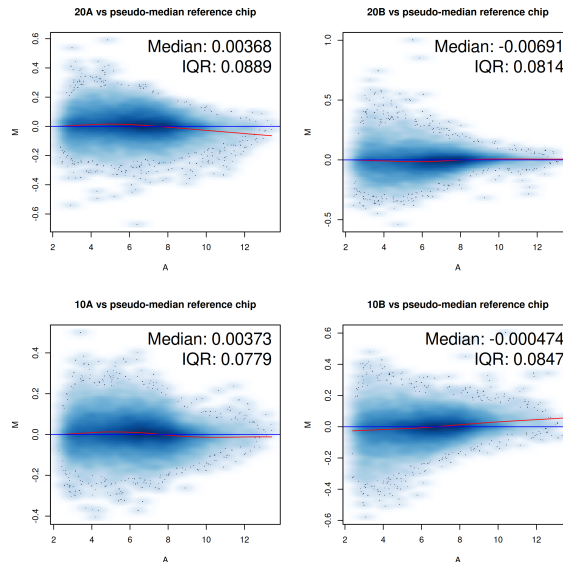 20A vs pseudo-median reference chip
Median: 0.00368
IQR: 0.0889
M
0.6
0.4
0.2
0.0
-0.2
-0.4
-0.6
2 4 6 8 10 12
A
20B vs pseudo-median reference chip
Median: -0.00691
IQR: 0.0814
M
1.0
0.5
0.0
-0.5
2 4 6 8 10 12
A
10A vs pseudo-median reference chip
Median: 0.00373
IQR: 0.0779
M
0.4
0.2
0.0
-0.2
-0.4
2 4 6 8 10 12
A
10B vs pseudo-median reference chip
Median: -0.000474
IQR: 0.0847
M
0.6
0.4
0.2
0.0
-0.2
-0.4
-0.6
2 4 6 8 10 12
A